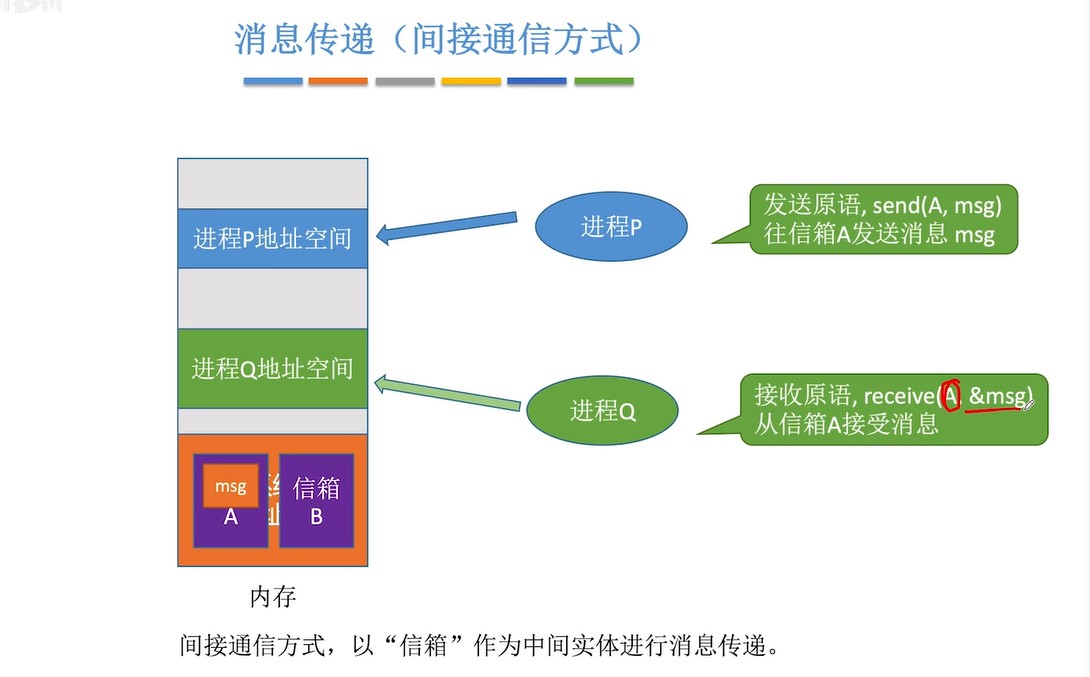 消息传递（间接通信方式）
进程P地址空间
进程P
发送原语, send(A, msg)
往信箱A发送消息 msg
进程Q地址空间
进程Q
接收原语, receive(A, &msg)
从信箱A接受消息
msg
A
信箱
B
内存
间接通信方式，以“信箱”作为中间实体进行消息传递。